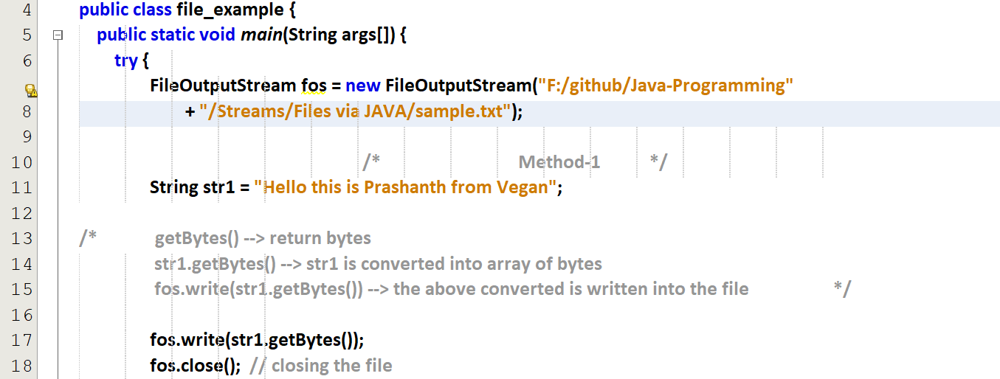 4 public class file_example {
5 public static void main(String args[]) {
6 try {
FileOutputStream fos = new FileOutputStream("F:/github/Java-Programming"
8 + "/Streams/Files via JAVA/sample.txt");
9
10 /* Method-1 */
11 String str1 = "Hello this is Prashanth from Vegan";
12
13 /* getBytes() --> return bytes
14 str1.getBytes() --> str1 is converted into array of bytes
15 fos.write(str1.getBytes()) --> the above converted is written into the file */
16
17 fos.write(str1.getBytes());
18 fos.close(); // closing the file